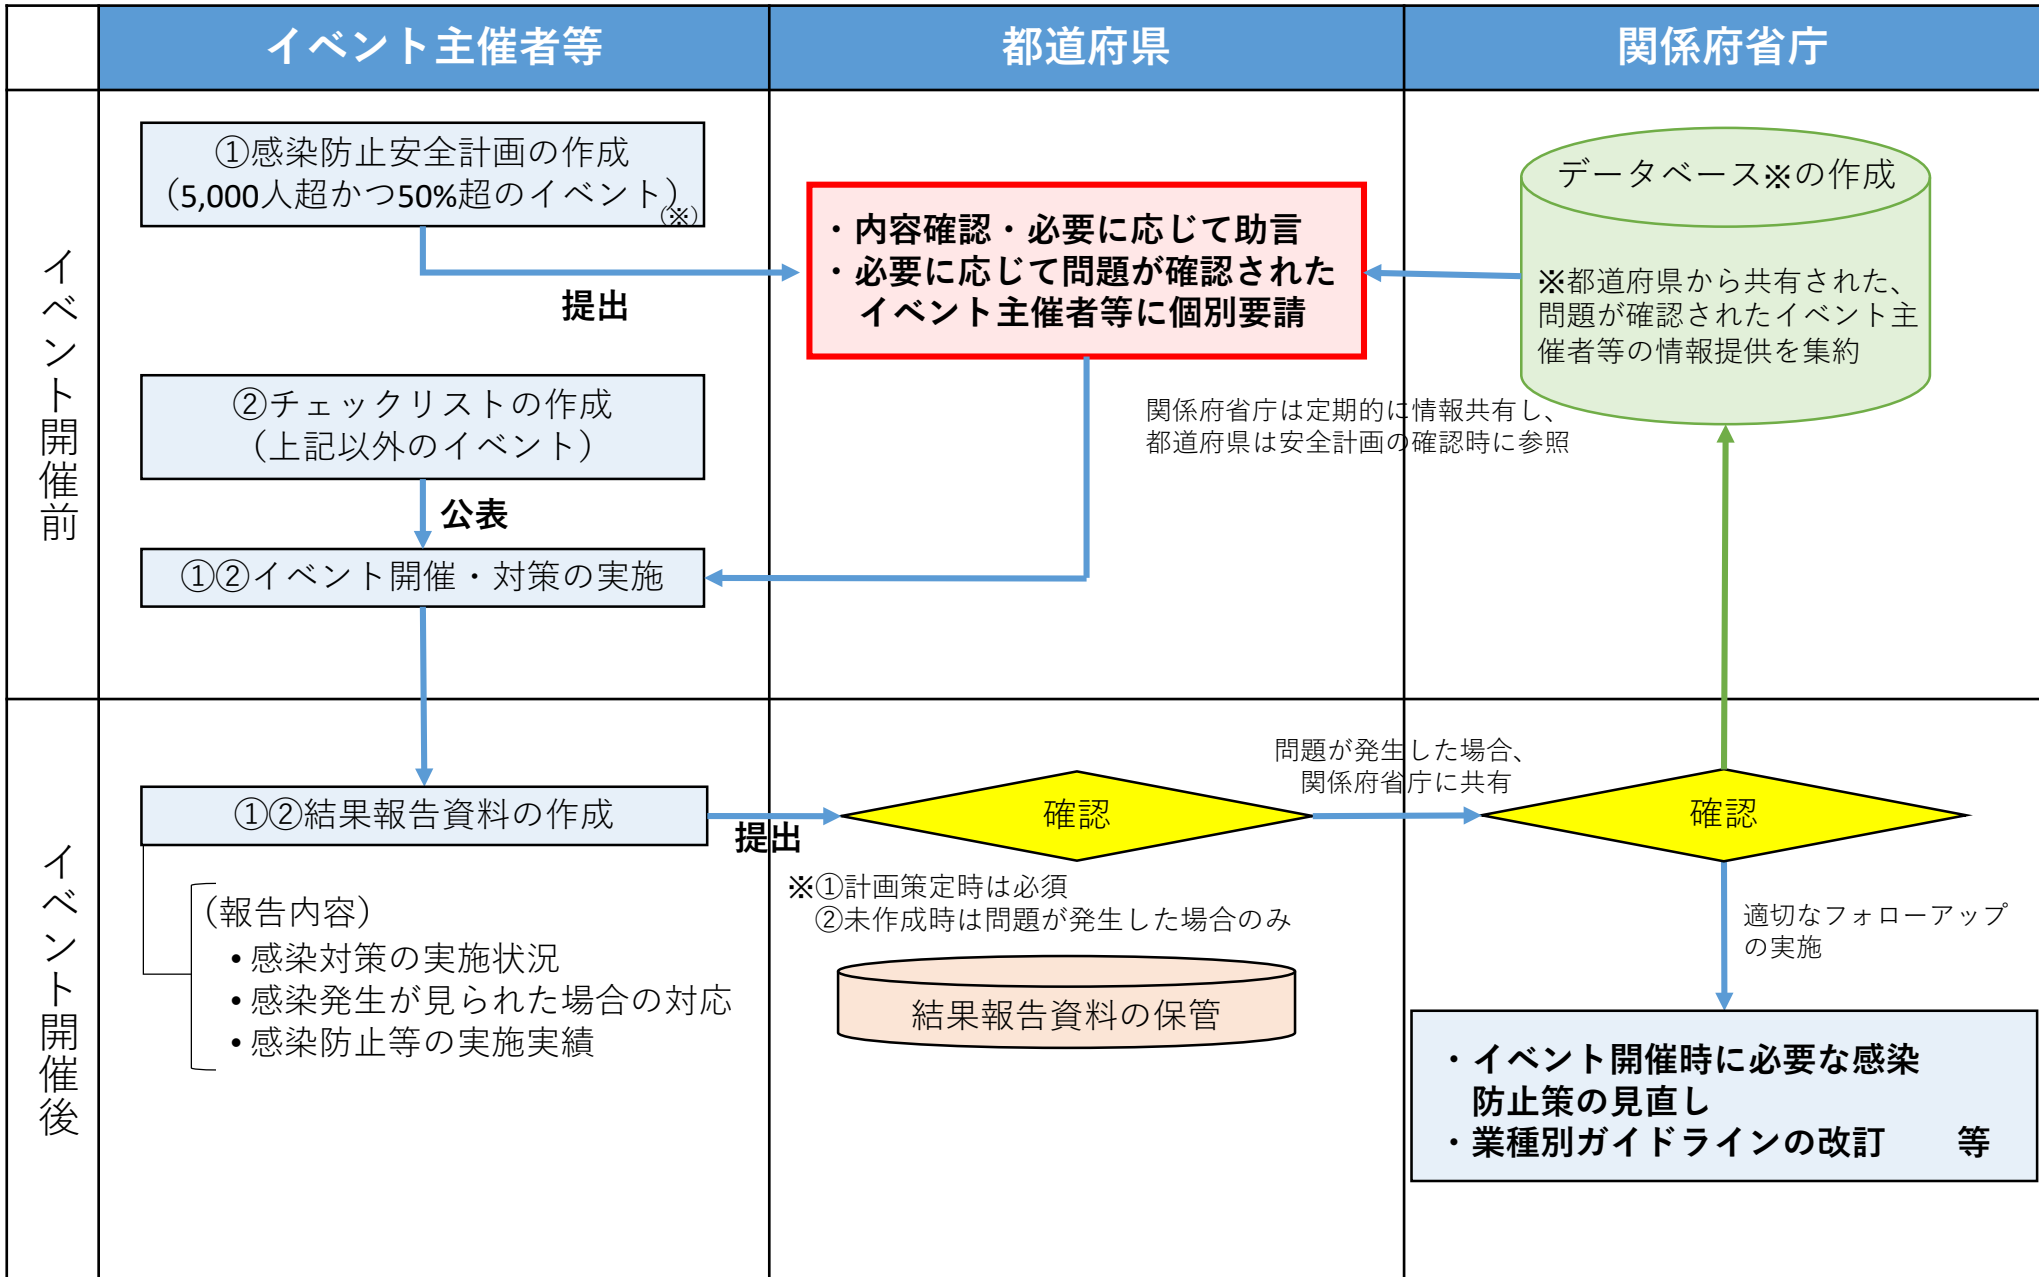 イベント主催者等
都道府県
関係府省庁
イベント開催前
①感染防止安全計画の作成
（5,000人超かつ50%超のイベント）
(※)
提出
・内容確認・必要に応じて助言
・必要に応じて問題が確認された
イベント主催者等に個別要請
データベース※の作成
※都道府県から共有された、
問題が確認されたイベント主
催者等の情報提供を集約
②チェックリストの作成
（上記以外のイベント）
公表
関係府省庁は定期的に情報共有し、
都道府県は安全計画の確認時に参照
①②イベント開催・対策の実施
イベント開催後
①②結果報告資料の作成
提出
確認
問題が発生した場合、
関係府省庁に共有
確認
（報告内容）
• 感染対策の実施状況
• 感染発生が見られた場合の対応
• 感染防止等の実施実績
※①計画策定時は必須
②未作成時は問題が発生した場合のみ
結果報告資料の保管
適切なフォローアップ
の実施
・イベント開催時に必要な感染
防止策の見直し
・業種別ガイドラインの改訂　　等